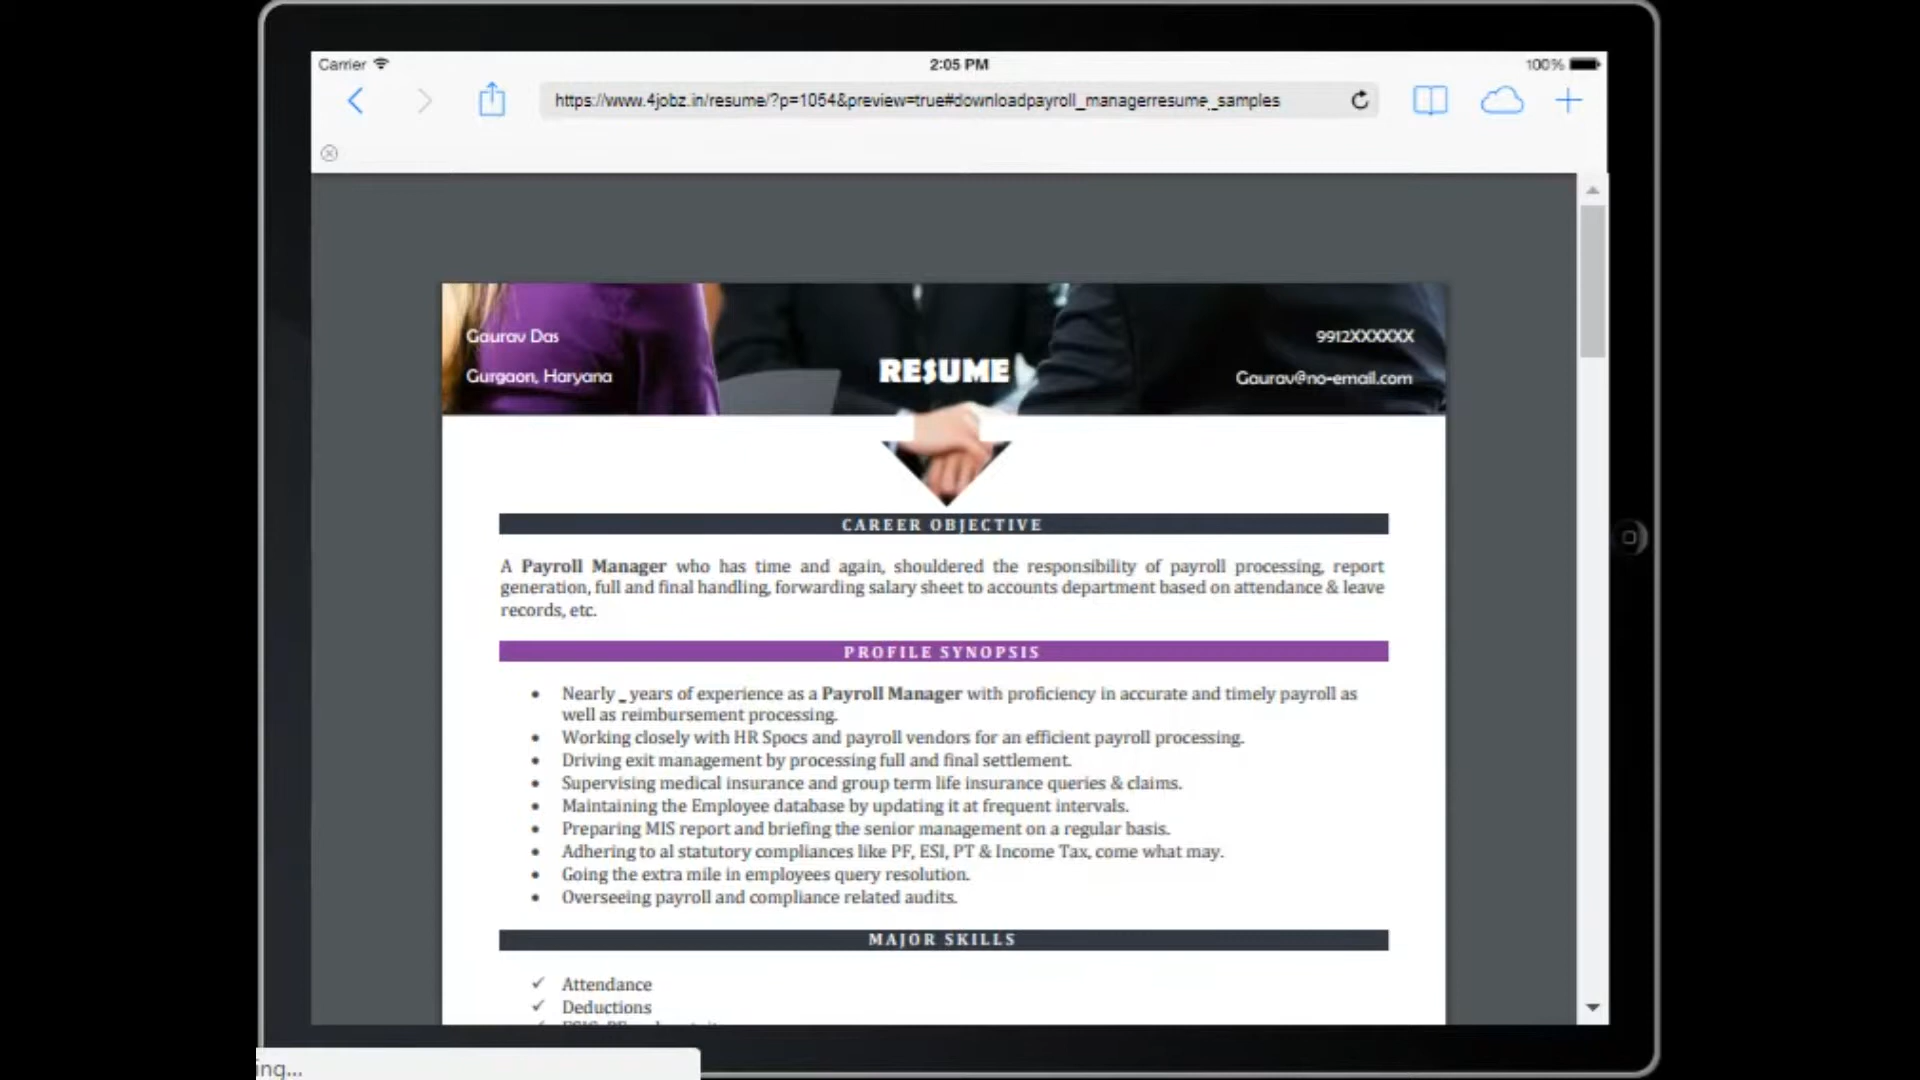 Carrier
2:05 PM
100%
https://www.4jobz.in/resume/?p=1054&preview=true#downloadpayroll_managerresume_samples
Gaurav Das
9912XXXXXX
RESUME
Gurgaon, Haryana
Gaurav@no-email.com
CAREER OBJECTIVE
A Payroll Manager who has time and again, shouldered the responsibility of payroll processing, report
generation, full and final handling, forwarding salary sheet to accounts department based on attendance & leave
records, etc.
PROFILE SYNOPSIS
• Nearly _ years of experience as a Payroll Manager with proficiency in accurate and timely payroll as
well as reimbursement processing.
• Working closely with HR Spocs and payroll vendors for an efficient payroll processing.
• Driving exit management by processing full and final settlement.
• Supervising medical insurance and group term life insurance queries & claims.
• Maintaining the Employee database by updating it at frequent intervals.
• Preparing MIS report and briefing the senior management on a regular basis.
• Adhering to al statutory compliances like PF, ESI, PT & Income Tax, come what may.
• Going the extra mile in employees query resolution.
• Overseeing payroll and compliance related audits.
MAJOR SKILLS
✓ Attendance
✓ Deductions
ing...